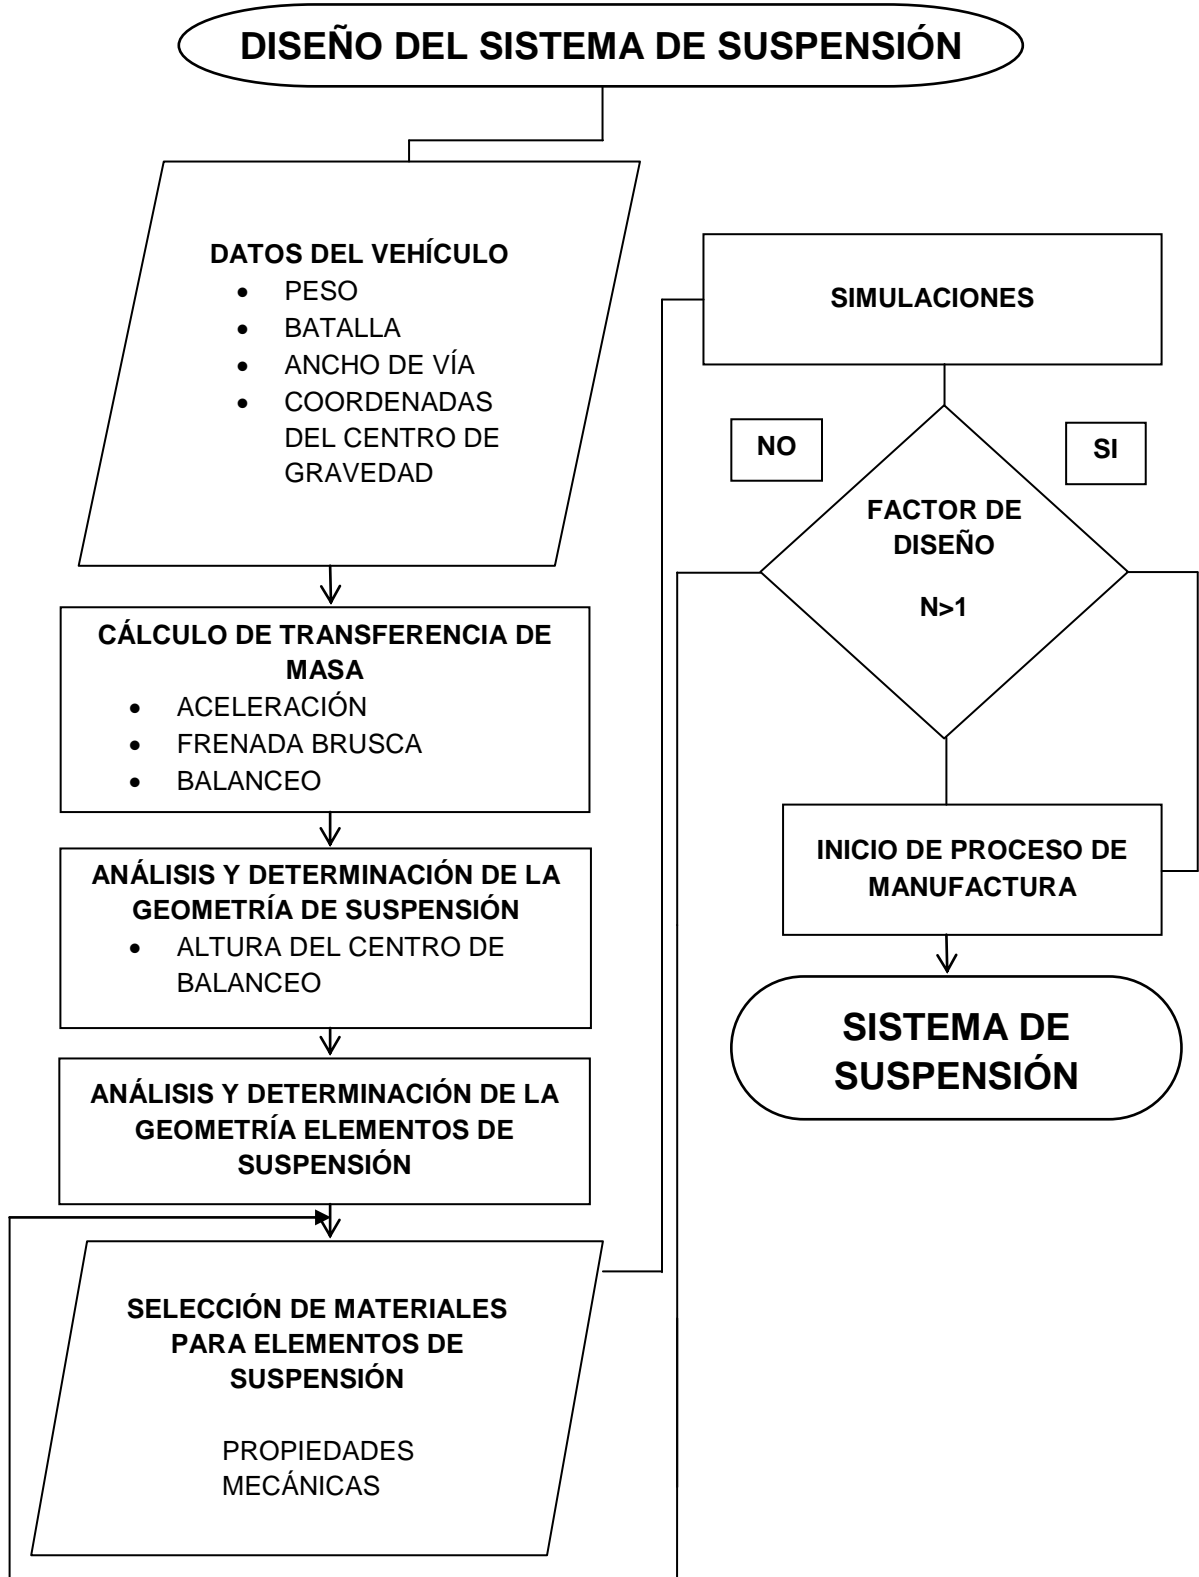 DISEÑO DEL SISTEMA DE SUSPENSIÓN
DATOS DEL VEHÍCULO
• PESO
• BATALLA
• ANCHO DE VÍA
• COORDENADAS
DEL CENTRO DE
GRAVEDAD
CÁLCULO DE TRANSFERENCIA DE
MASA
• ACELERACIÓN
• FRENADA BRUSCA
• BALANCEO
ANÁLISIS Y DETERMINACIÓN DE LA
GEOMETRÍA DE SUSPENSIÓN
• ALTURA DEL CENTRO DE
BALANCEO
ANÁLISIS Y DETERMINACIÓN DE LA
GEOMETRÍA ELEMENTOS DE
SUSPENSIÓN
SELECCIÓN DE MATERIALES
PARA ELEMENTOS DE
SUSPENSIÓN
PROPIEDADES
MECÁNICAS
SIMULACIONES
NO
SI
FACTOR DE
DISEÑO
N>1
INICIO DE PROCESO DE
MANUFACTURA
SISTEMA DE
SUSPENSIÓN